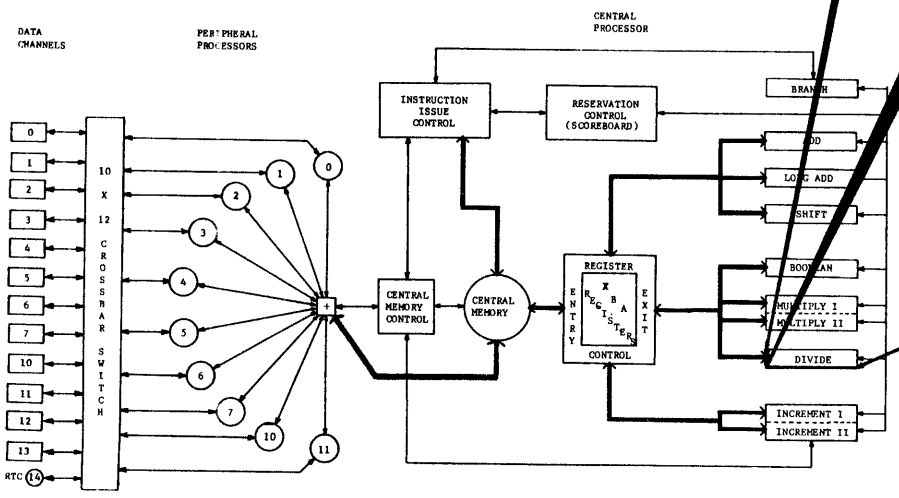 DATA
CHANNELS
PERIPHERAL
PROCESSORS
CENTRAL
PROCESSOR
0
1
2
3
4
5
6
7
10
11
12
13
RTC 14
10
X
12
CROSSBAR
SWITCH
0
1
2
3
4
5
6
7
10
11
+
INSTRUCTION
ISSUE
CONTROL
RESERVATION
CONTROL
(SCOREBOARD)
CENTRAL
MEMORY
CONTROL
CENTRAL
MEMORY
REGISTER
ENTRY
X
B
A
REGISTERS
EXIT
CONTROL
BRANCH
ADD
LONG ADD
SHIFT
BOOLEAN
MULTIPLY I
MULTIPLY II
DIVIDE
INCREMENT I
INCREMENT II